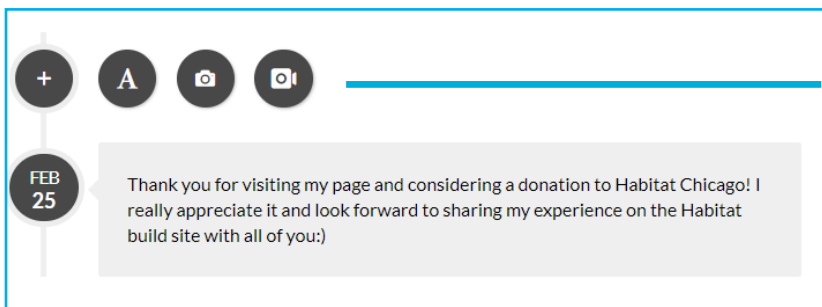 +
A
FEB
25
Thank you for visiting my page and considering a donation to Habitat Chicago! I
really appreciate it and look forward to sharing my experience on the Habitat
build site with all of you:)